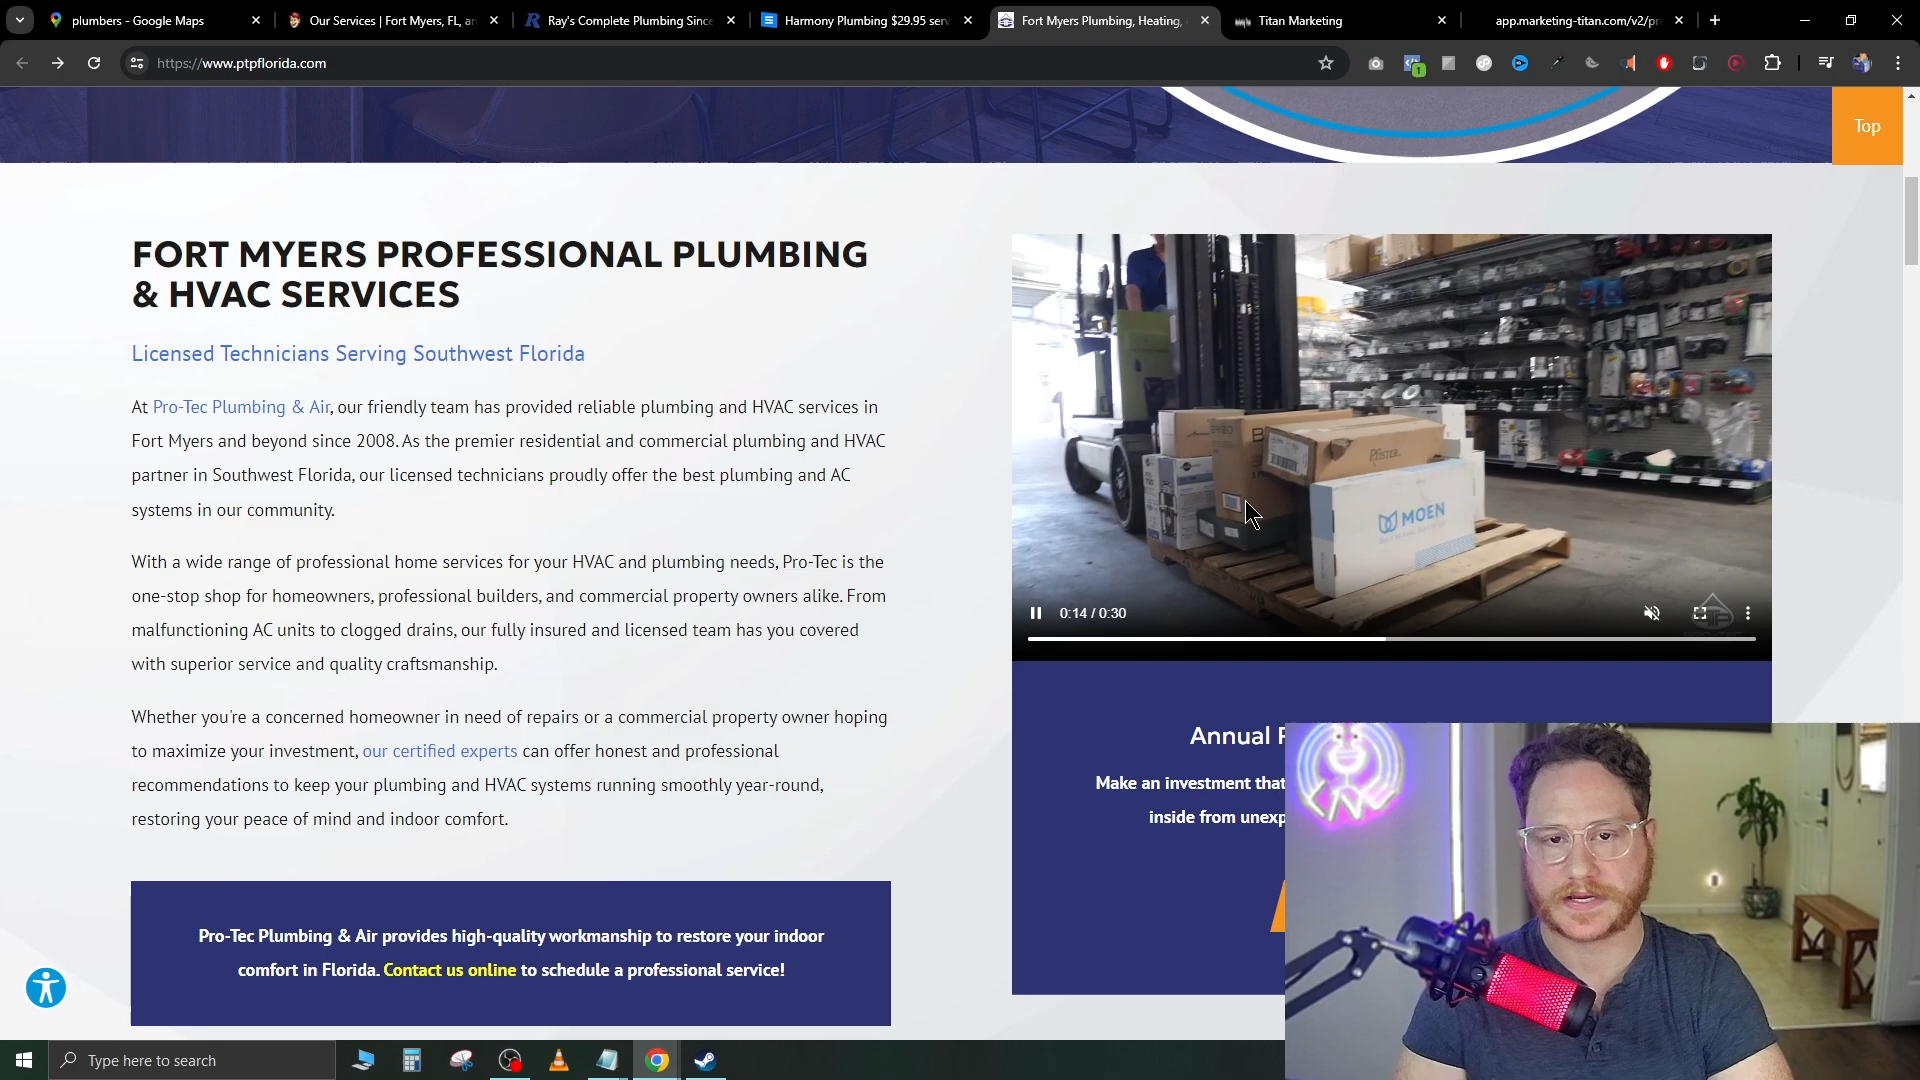 plumbers - Google Maps
Our Services | Fort Myers, FL, an
Ray's Complete Plumbing Since
Harmony Plumbing $29.95 serv
Fort Myers Plumbing, Heating,
Titan Marketing
app.marketing-titan.com/v2/pr
https://www.ptpflorida.com
1
Top
FORT MYERS PROFESSIONAL PLUMBING
& HVAC SERVICES
Licensed Technicians Serving Southwest Florida
At Pro-Tec Plumbing & Air, our friendly team has provided reliable plumbing and HVAC services in
Fort Myers and beyond since 2008. As the premier residential and commercial plumbing and HVAC
partner in Southwest Florida, our licensed technicians proudly offer the best plumbing and AC
systems in our community.
With a wide range of professional home services for your HVAC and plumbing needs, Pro-Tec is the
one-stop shop for homeowners, professional builders, and commercial property owners alike. From
malfunctioning AC units to clogged drains, our fully insured and licensed team has you covered
with superior service and quality craftsmanship.
Whether you're a concerned homeowner in need of repairs or a commercial property owner hoping
to maximize your investment, our certified experts can offer honest and professional
recommendations to keep your plumbing and HVAC systems running smoothly year-round,
restoring your peace of mind and indoor comfort.
Pro-Tec Plumbing & Air provides high-quality workmanship to restore your indoor
comfort in Florida. Contact us online to schedule a professional service!
Pfister
MOEN
0:14 / 0:30
Annual
Make an investment that
inside from unexp
Type here to search